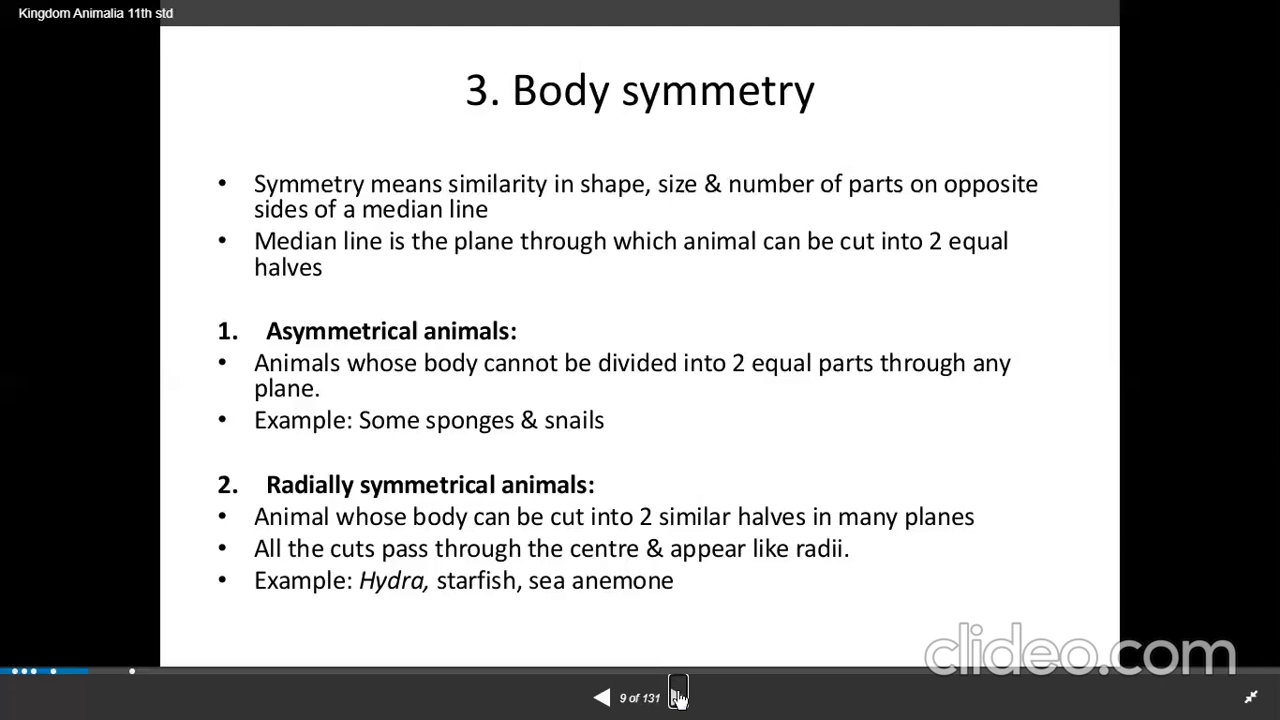 Kingdom Animalia 11th std
3. Body symmetry
• Symmetry means similarity in shape, size & number of parts on opposite
sides of a median line
• Median line is the plane through which animal can be cut into 2 equal
halves
1. Asymmetrical animals:
• Animals whose body cannot be divided into 2 equal parts through any
plane.
• Example: Some sponges & snails
2. Radially symmetrical animals:
• Animal whose body can be cut into 2 similar halves in many planes
• All the cuts pass through the centre & appear like radii.
• Example: Hydra, starfish, sea anemone
clideo.com
9 of 131